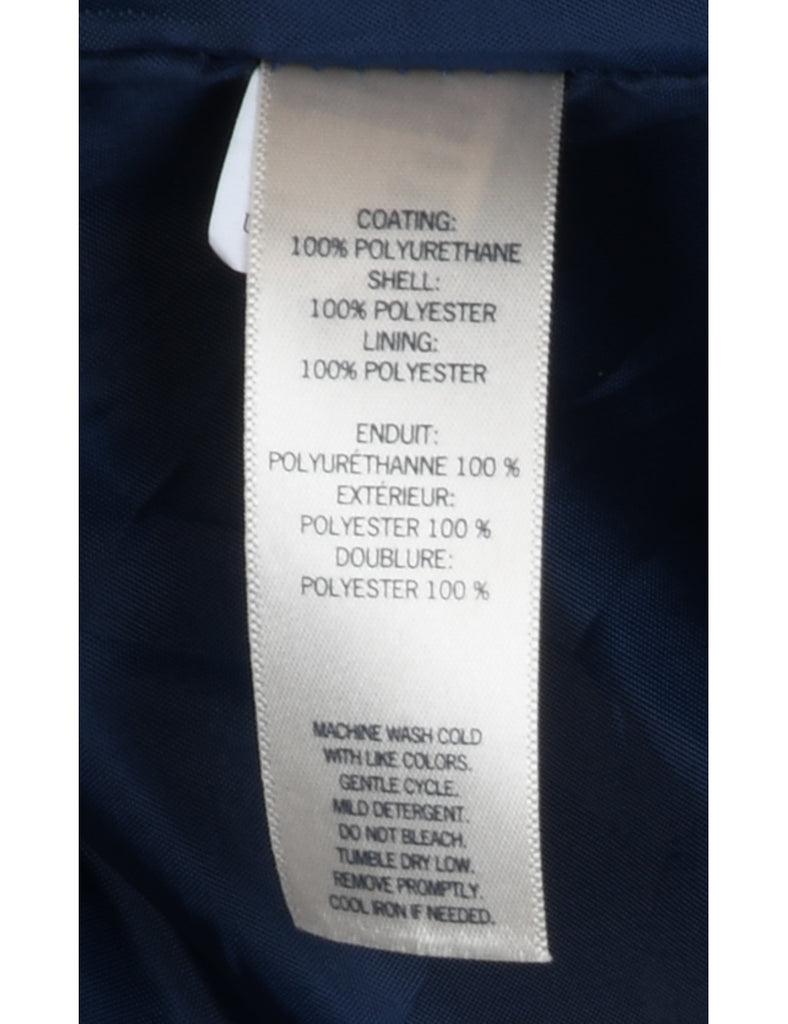 COATING:
100% POLYURETHANE
SHELL:
100% POLYESTER
LINING:
100% POLYESTER
ENDUIT:
POLYURÉTHANNE 100 %
EXTÉRIEUR:
POLYESTER 100 %
DOUBLURE:
POLYESTER 100 %
MACHINE WASH COLD
WITH LIKE COLORS.
GENTLE CYCLE.
MILD DETERGENT.
DO NOT BLEACH.
TUMBLE DRY LOW.
REMOVE PROMPTLY.
COOL IRON IF NEEDED.